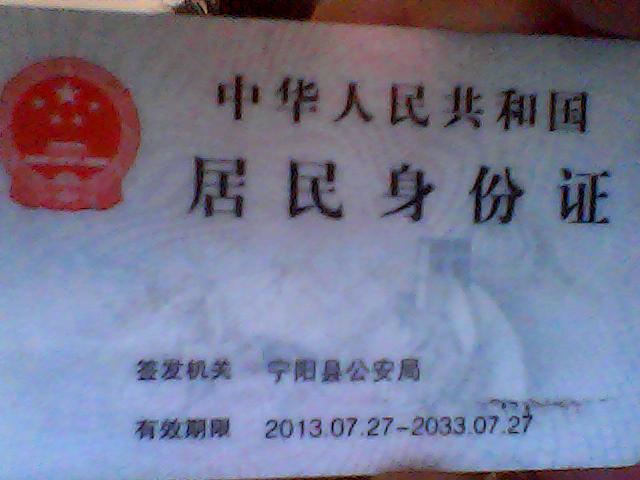 中华人民共和国
居民身份证
签发机关 宁阳县公安局
有效期限 2013.07.27-2033.07.27